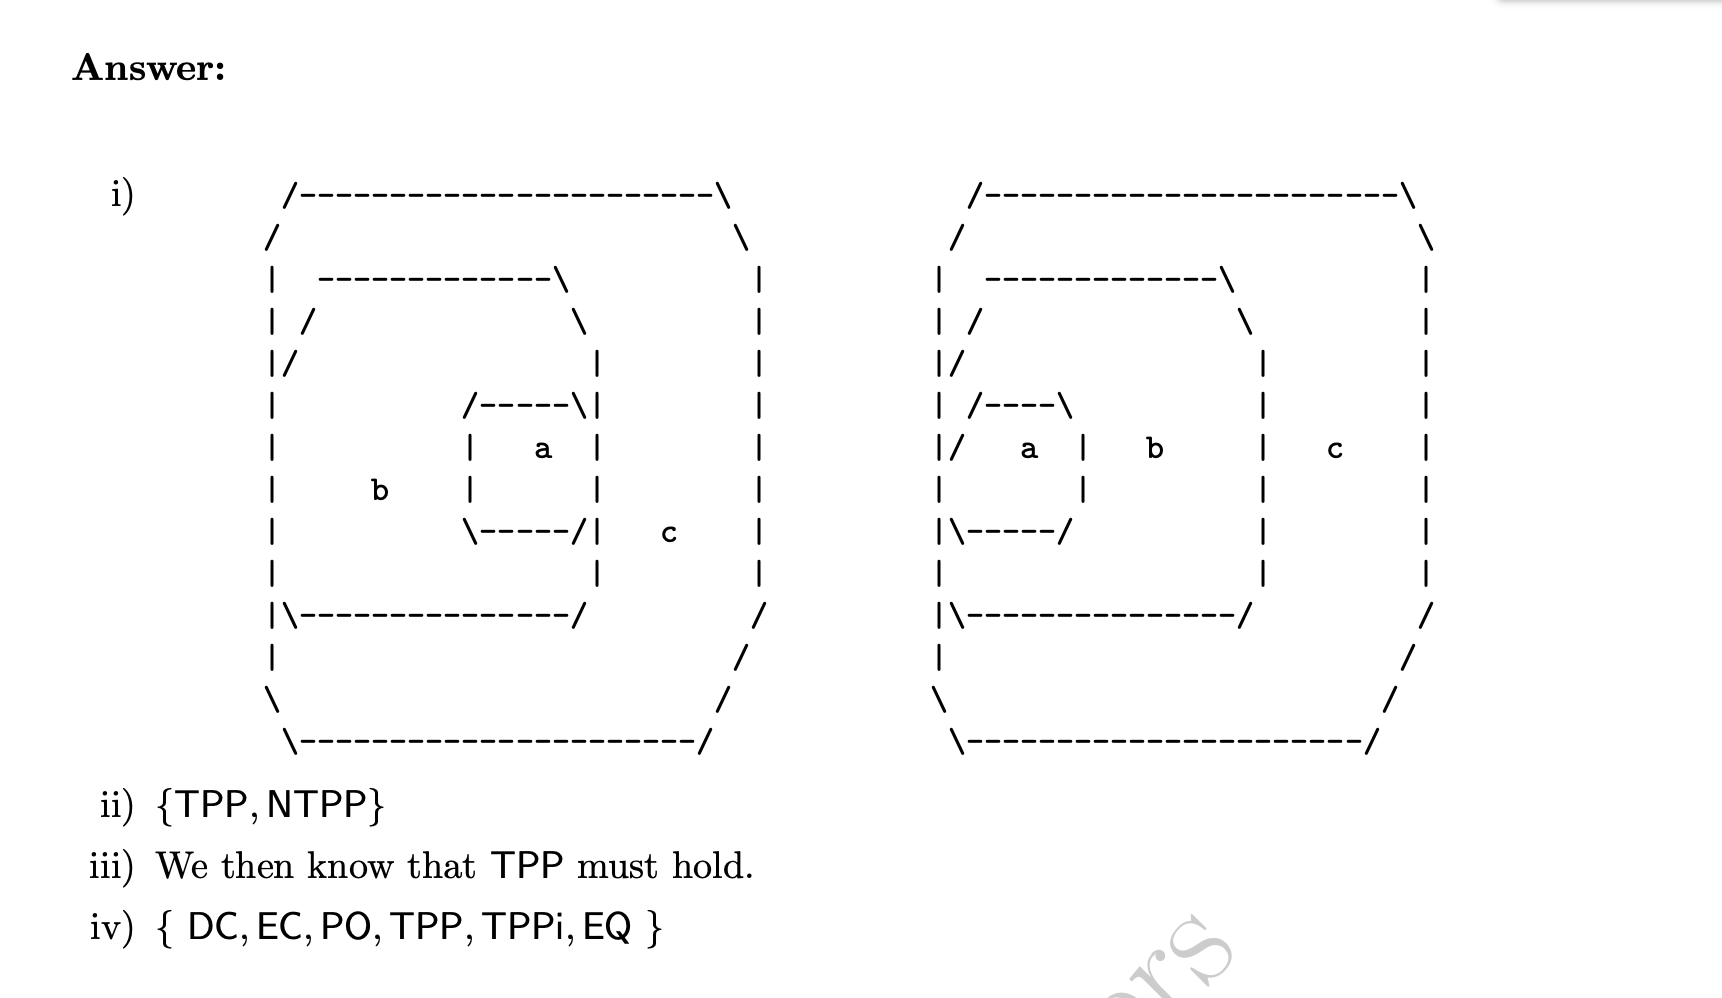 Answer:
i)        /-----------------------\             /-----------------------\
         /                         \           /                         \
         |  -------------\          |          |  -------------\          |
         | /              \         |          | /              \         |
         |/                |        |          |/                |        |
         |          /-----\|        |          | /----\          |        |
         |          |   a  |        |          |/   a  |   b     |   c    |
         |     b    |      |        |          |       |         |        |
         |          \-----/|   c    |          |\-----/          |        |
         |                 |        |          |                 |        |
         |\---------------/         /          |\---------------/         /
         |                         /           |                         /
         \                        /            \                        /
          \----------------------/              \----------------------/
ii) {TPP, NTPP}
iii) We then know that TPP must hold.
iv) { DC, EC, PO, TPP, TPPi, EQ }
ers